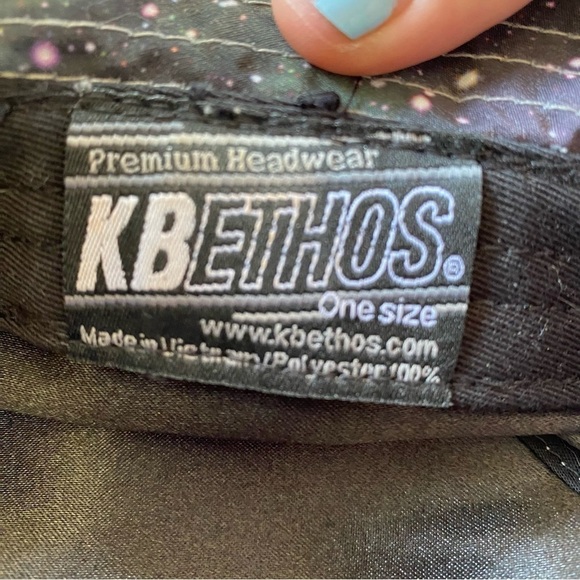 Premium Headwear
KBETHOS®
One size
www.kbethos.com
Made in Vietnam/Polyester 100%